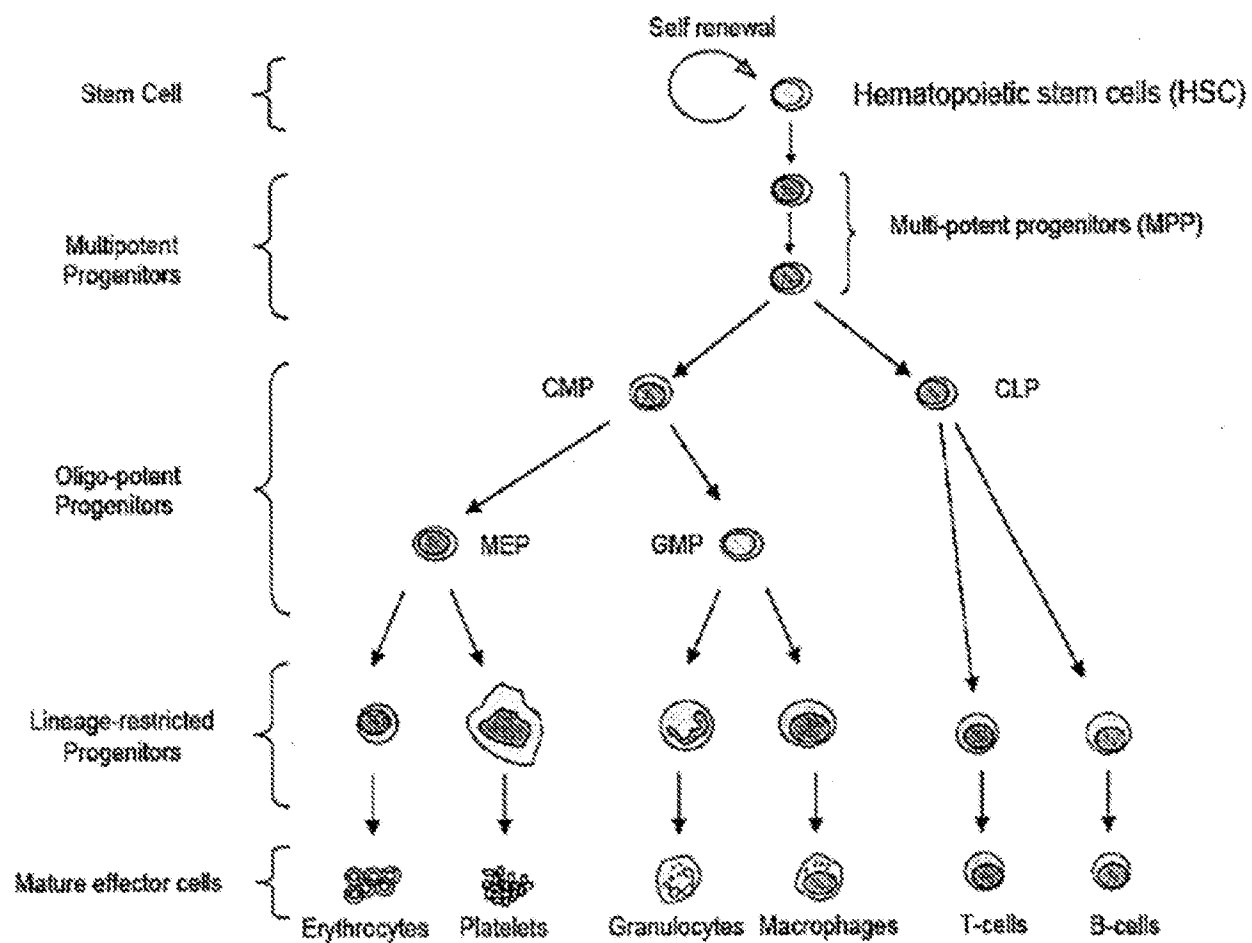 Self renewal
Stem Cell
Hematopoietic stem cells (HSC)
Multipotent
Progenitors
Multi-potent progenitors (MPP)
CMP
CLP
Oligo-potent
Progenitors
MEP
GMP
Lineage-restricted
Progenitors
Mature effector cells
Erythrocytes
Platelets
Granulocytes
Macrophages
T-cells
B-cells